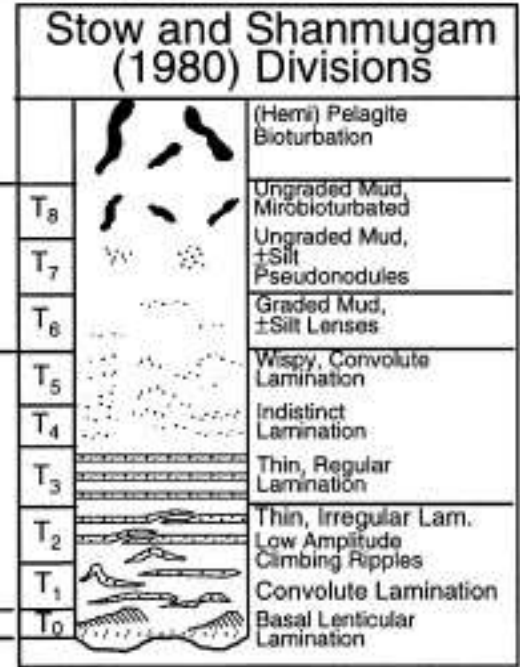 Stow and Shanmugam
(1980) Divisions
(Hemi) Pelagite
Bioturbation
T8
Ungraded Mud,
Mirobioturbated
T7
Ungraded Mud,
±Silt
Pseudonodules
T6
Graded Mud,
±Silt Lenses
T5
Wispy, Convolute
Lamination
T4
Indistinct
Lamination
T3
Thin, Regular
Lamination
T2
Thin, Irregular Lam.
Low Amplitude
Climbing Ripples
T1
Convolute Lamination
T0
Basal Lenticular
Lamination